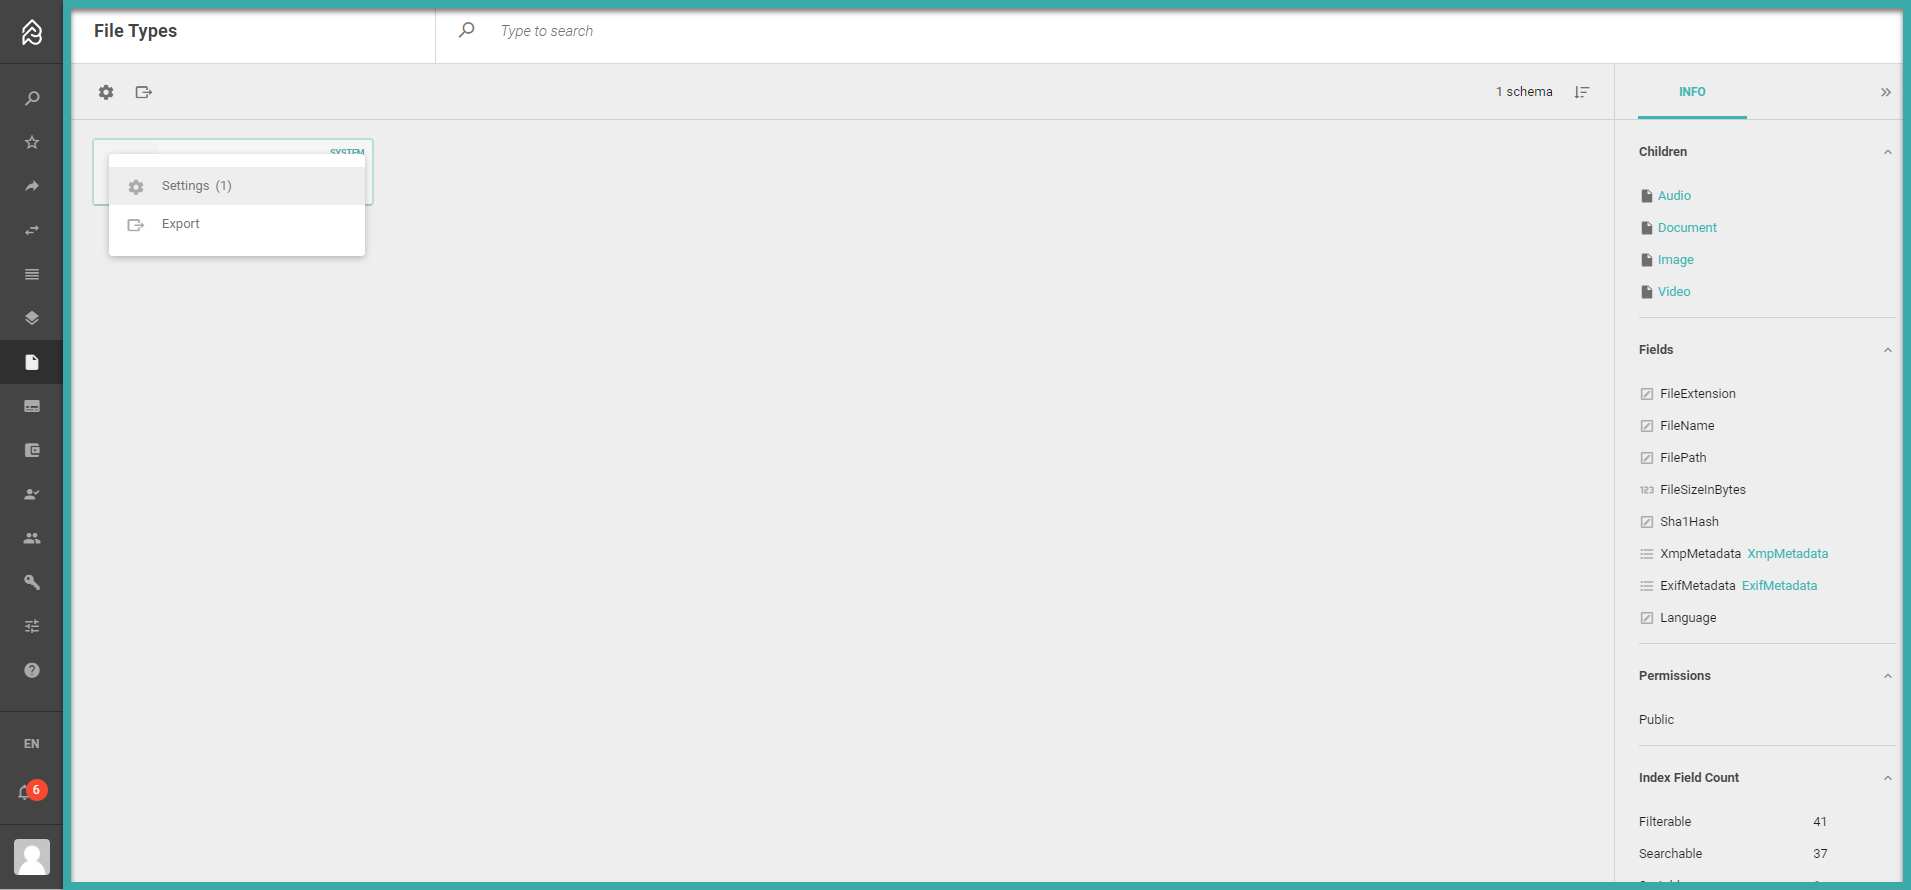 File Types
Type to search
1 schema
INFO
SYSTEM
Settings (1)
Export
Children
Audio
Document
Image
Video
Fields
FileExtension
FileName
FilePath
123 FileSizeInBytes
Sha1Hash
XmpMetadata XmpMetadata
ExifMetadata ExifMetadata
Language
Permissions
Public
Index Field Count
Filterable 41
Searchable 37
EN
6